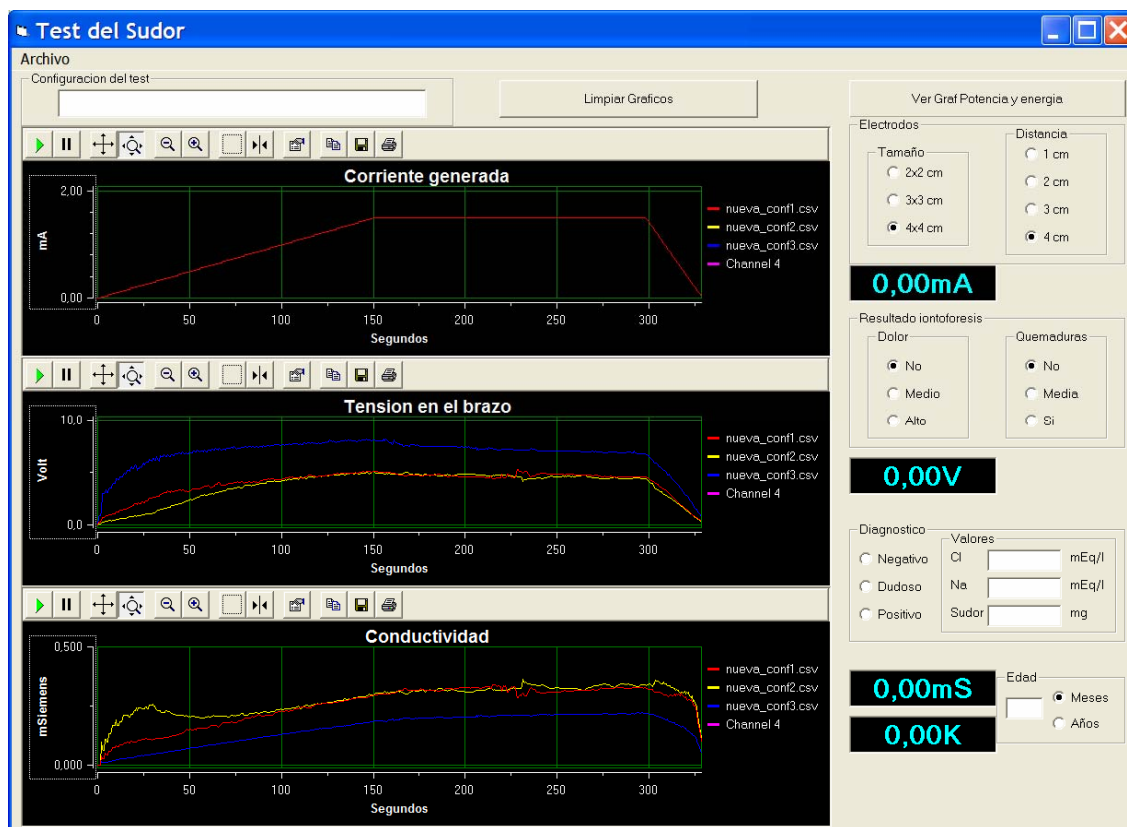 Test del Sudor
Archivo
Configuracion del test
Limpiar Graficos
Ver Graf Potencia y energia
Corriente generada
2,00
mA
0,00
0 50 100 150 200 250 300
Segundos
nueva_conf1.csv
nueva_conf2.csv
nueva_conf3.csv
Channel 4
Tension en el brazo
10,0
Volt
0,0
0 50 100 150 200 250 300
Segundos
nueva_conf1.csv
nueva_conf2.csv
nueva_conf3.csv
Channel 4
Conductividad
0,500
mSiemens
0,000
0 50 100 150 200 250 300
Segundos
nueva_conf1.csv
nueva_conf2.csv
nueva_conf3.csv
Channel 4
Electrodos
Tamaño
2x2 cm
3x3 cm
4x4 cm
Distancia
1 cm
2 cm
3 cm
4 cm
0,00mA
Resultado iontoforesis
Dolor
No
Medio
Alto
Quemaduras
No
Media
Si
0,00V
Diagnostico
Negativo
Dudoso
Positivo
Valores
Cl mEq/l
Na mEq/l
Sudor mg
0,00mS
0,00K
Edad
Meses
Años